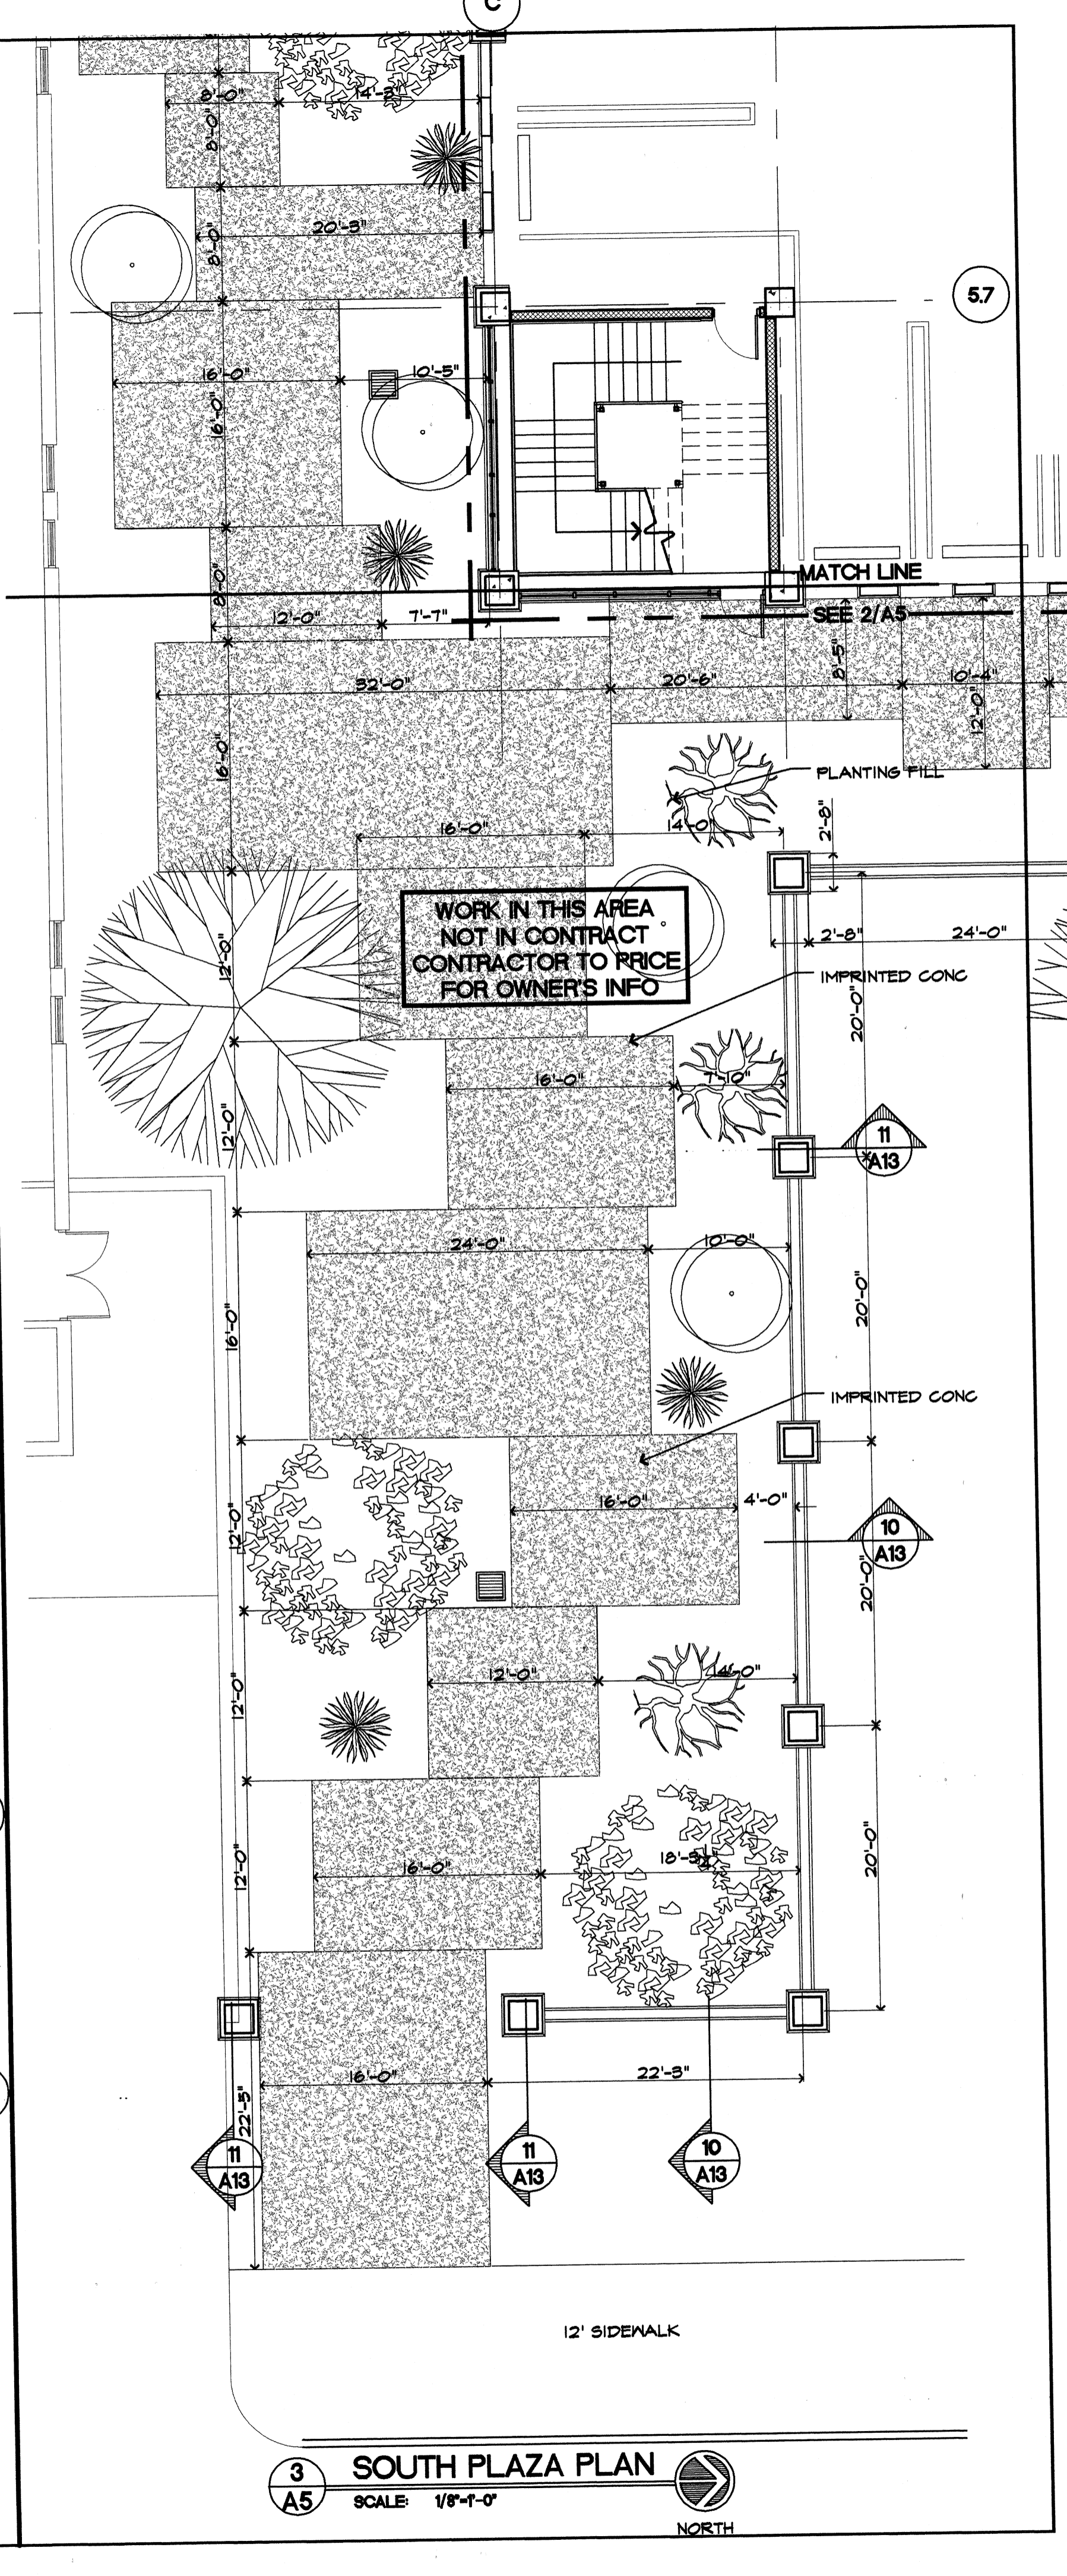 C
8'-0"
14'-3"
8'-0"
20'-3"
8'-0"
5.7
16'-0"
10'-5"
16'-0"
MATCH LINE
8'-0"
12'-0"
7'-7"
SEE 2/A5
8'-5"
32'-0"
20'-6"
10'-4"
12'-0"
16'-0"
PLANTING FILL
16'-0"
14'-0"
2'-8"
WORK IN THIS AREA
NOT IN CONTRACT
CONTRACTOR TO PRICE
FOR OWNER'S INFO
12'-0"
2'-8"
24'-0"
IMPRINTED CONC
20'-0"
16'-0"
7'-10"
12'-0"
11
A13
24'-0"
10'-0"
16'-0"
20'-0"
IMPRINTED CONC
16'-0"
4'-0"
12'-0"
10
A13
20'-0"
12'-0"
14'-0"
12'-0"
16'-0"
12'-0"
20'-0"
16'-0"
22'-3"
22'-5"
11
A13
11
A13
10
A13
12' SIDEWALK
3
A5
SOUTH PLAZA PLAN
SCALE: 1/8"=1'-0"
NORTH